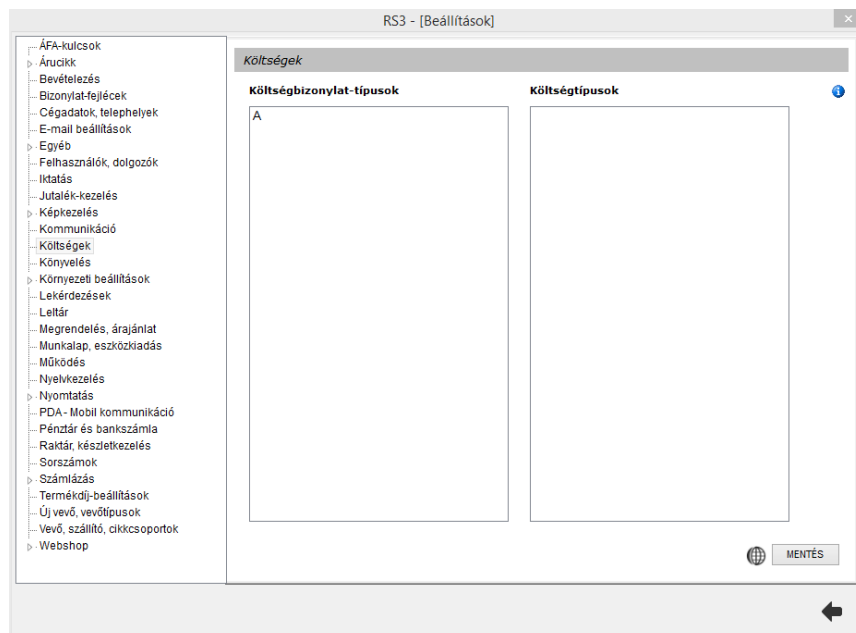 RS3 - [Beállítások]
ÁFA-kulcsok
Árucikk
Bevételezés
Bizonylat-fejlécek
Cégadatok, telephelyek
E-mail beállítások
Egyéb
Felhasználók, dolgozók
Iktatás
Jutalék-kezelés
Képkezelés
Kommunikáció
Költségek
Könyvelés
Környezeti beállítások
Lekérdezések
Leltár
Megrendelés, árajánlat
Munkalap, eszközkiadás
Működés
Nyelvkezelés
Nyomtatás
PDA- Mobil kommunikáció
Pénztár és bankszámla
Raktár, készletkezelés
Sorszámok
Számlázás
Termékdíj-beállítások
Új vevő, vevőtípusok
Vevő, szállító, cikkcsoportok
Webshop
Költségek
Költségbizonylat-típusok
Költségtípusok
A
MENTÉS